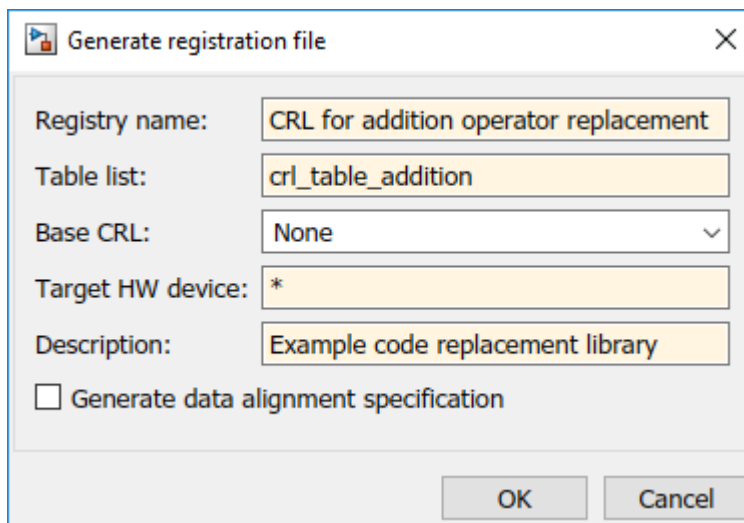 Generate registration file
Registry name: CRL for addition operator replacement
Table list: crl_table_addition
Base CRL: None
Target HW device: *
Description: Example code replacement library
Generate data alignment specification
OK Cancel